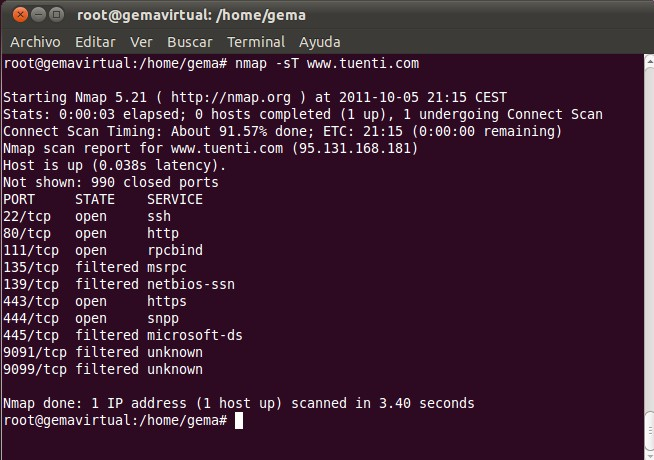 root@gemavirtual: /home/gema
Archivo Editar Ver Buscar Terminal Ayuda
root@gemavirtual:/home/gema# nmap -sT www.tuenti.com
Starting Nmap 5.21 ( http://nmap.org ) at 2011-10-05 21:15 CEST
Stats: 0:00:03 elapsed; 0 hosts completed (1 up), 1 undergoing Connect Scan
Connect Scan Timing: About 91.57% done; ETC: 21:15 (0:00:00 remaining)
Nmap scan report for www.tuenti.com (95.131.168.181)
Host is up (0.038s latency).
Not shown: 990 closed ports
PORT     STATE    SERVICE
22/tcp   open     ssh
80/tcp   open     http
111/tcp  open     rpcbind
135/tcp  filtered msrpc
139/tcp  filtered netbios-ssn
443/tcp  open     https
444/tcp  open     snpp
445/tcp  filtered microsoft-ds
9091/tcp filtered unknown
9099/tcp filtered unknown
Nmap done: 1 IP address (1 host up) scanned in 3.40 seconds
root@gemavirtual:/home/gema#